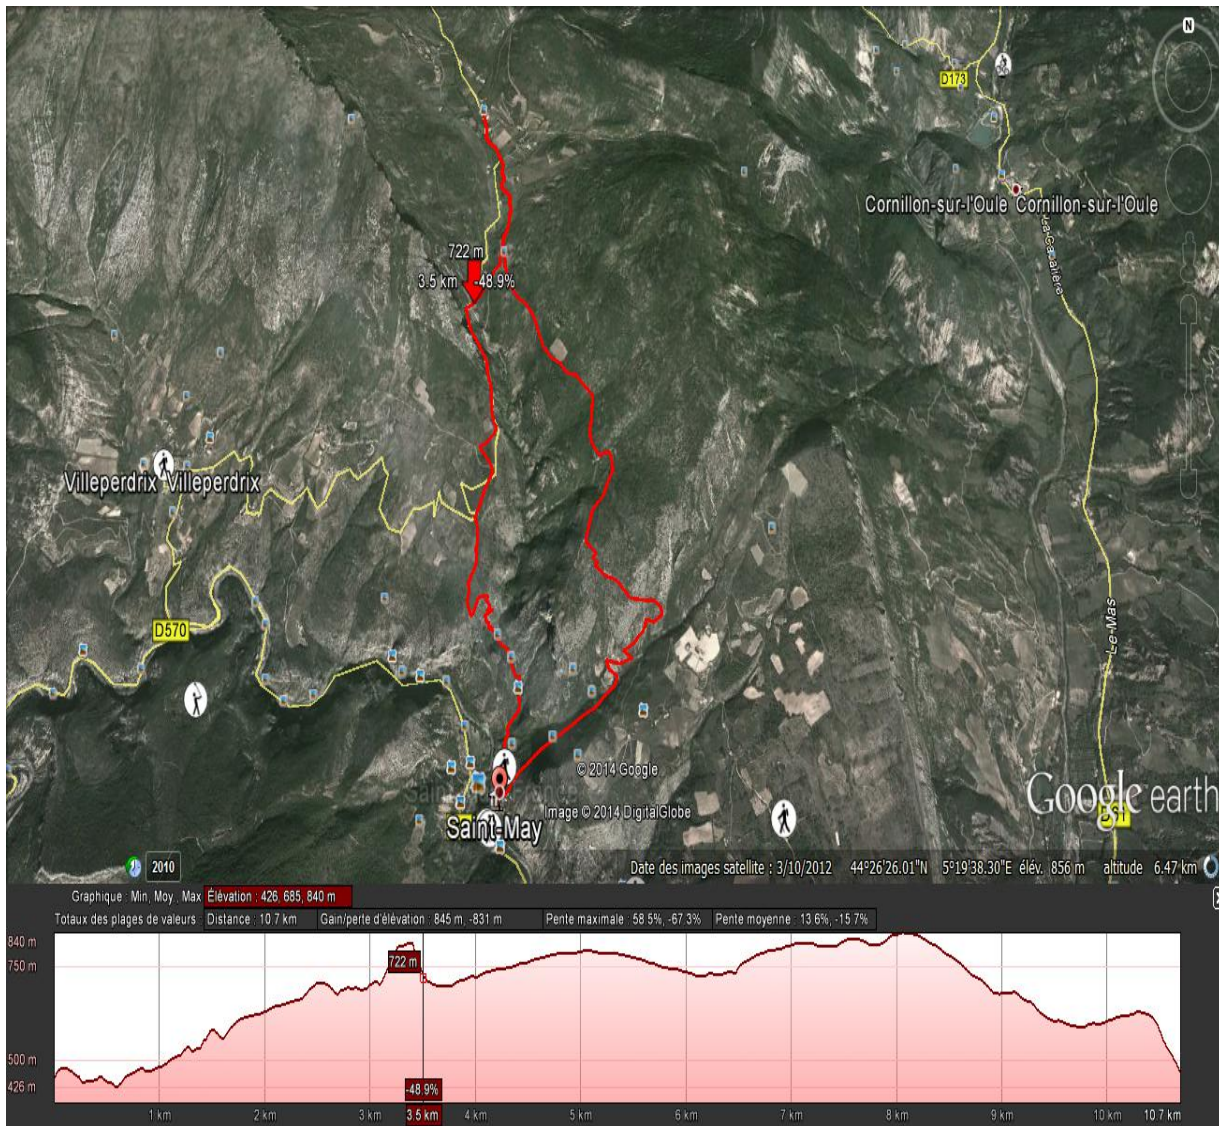 N
D173
Cornillon-sur-l'Oule Cornillon-sur-l'Oule
722 m
3.5 km -48.9%
Villeperdrix Villeperdrix
Le Mas
D570
© 2014 Google
Google earth
Image © 2014 DigitalGlobe
Saint-May
2010
Date des images satellite : 3/10/2012 44°26'26.01"N 5°19'38.30"E élév. 856 m altitude 6.47 km
Graphique : Min, Moy., Max Élévation : 426, 685, 840 m
Totaux des plages de valeurs : Distance : 10.7 km Gain/perte d'élévation : 845 m, -831 m Pente maximale : 58.5%, -67.3% Pente moyenne : 13.6%, -15.7%
840 m
750 m
722 m
500 m
426 m
-48.9%
1 km 2 km 3 km 3.5 km 4 km 5 km 6 km 7 km 8 km 9 km 10 km 10.7 km